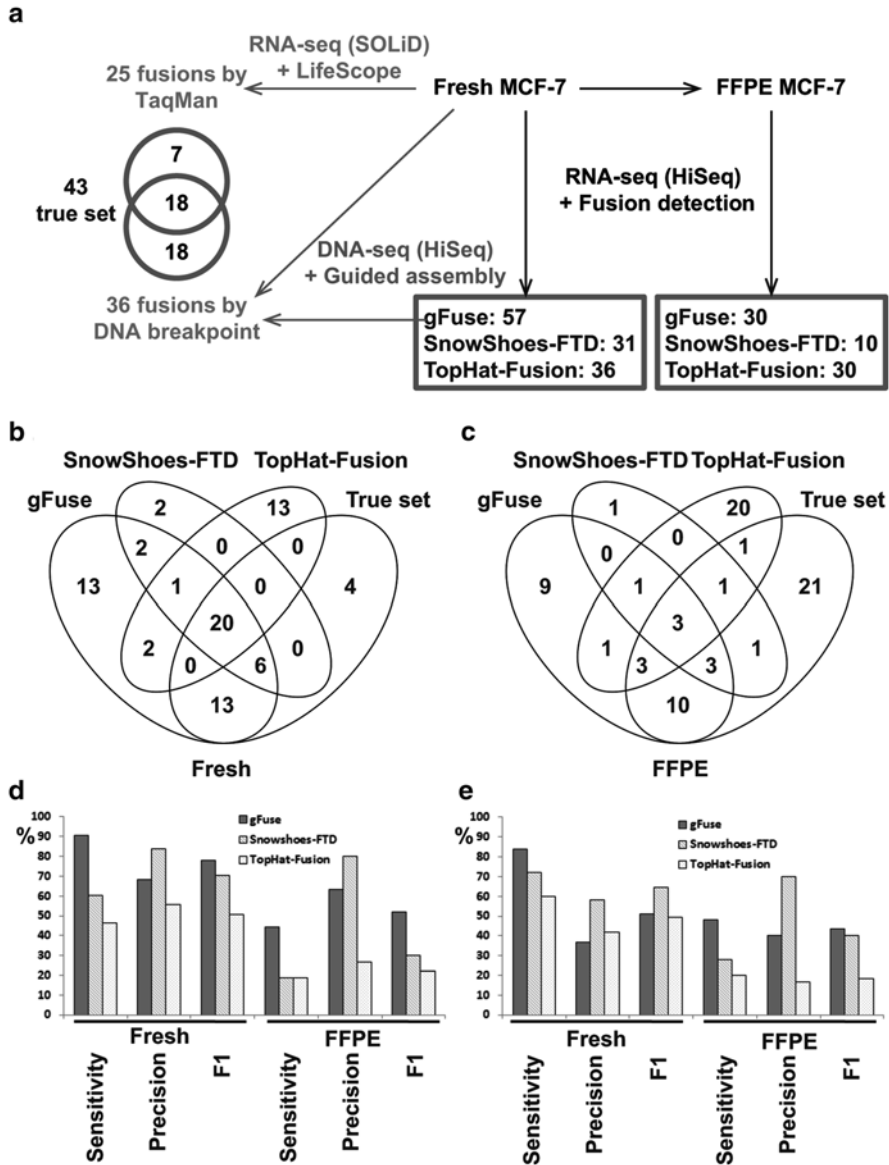 a
RNA-seq (SOLiD)
+ LifeScope
25 fusions by
TaqMan
Fresh MCF-7
FFPE MCF-7
7
43
true set
18
18
RNA-seq (HiSeq)
+ Fusion detection
DNA-seq (HiSeq)
+ Guided assembly
36 fusions by
DNA breakpoint
gFuse: 57
SnowShoes-FTD: 31
TopHat-Fusion: 36
gFuse: 30
SnowShoes-FTD: 10
TopHat-Fusion: 30
b
SnowShoes-FTD TopHat-Fusion
gFuse
True set
2
13
2
0
0
13
1
0
4
20
2
0
6
0
13
Fresh
c
SnowShoes-FTD TopHat-Fusion
gFuse
True set
1
20
0
0
1
9
1
1
21
3
1
3
3
1
10
FFPE
d
%
100
90
80
70
60
50
40
30
20
10
0
gFuse
Snowshoes-FTD
TopHat-Fusion
Fresh
FFPE
Sensitivity
Precision
F1
Sensitivity
Precision
F1
e
%
100
90
80
70
60
50
40
30
20
10
0
gFuse
Snowshoes-FTD
TopHat-Fusion
Fresh
FFPE
Sensitivity
Precision
F1
Sensitivity
Precision
F1